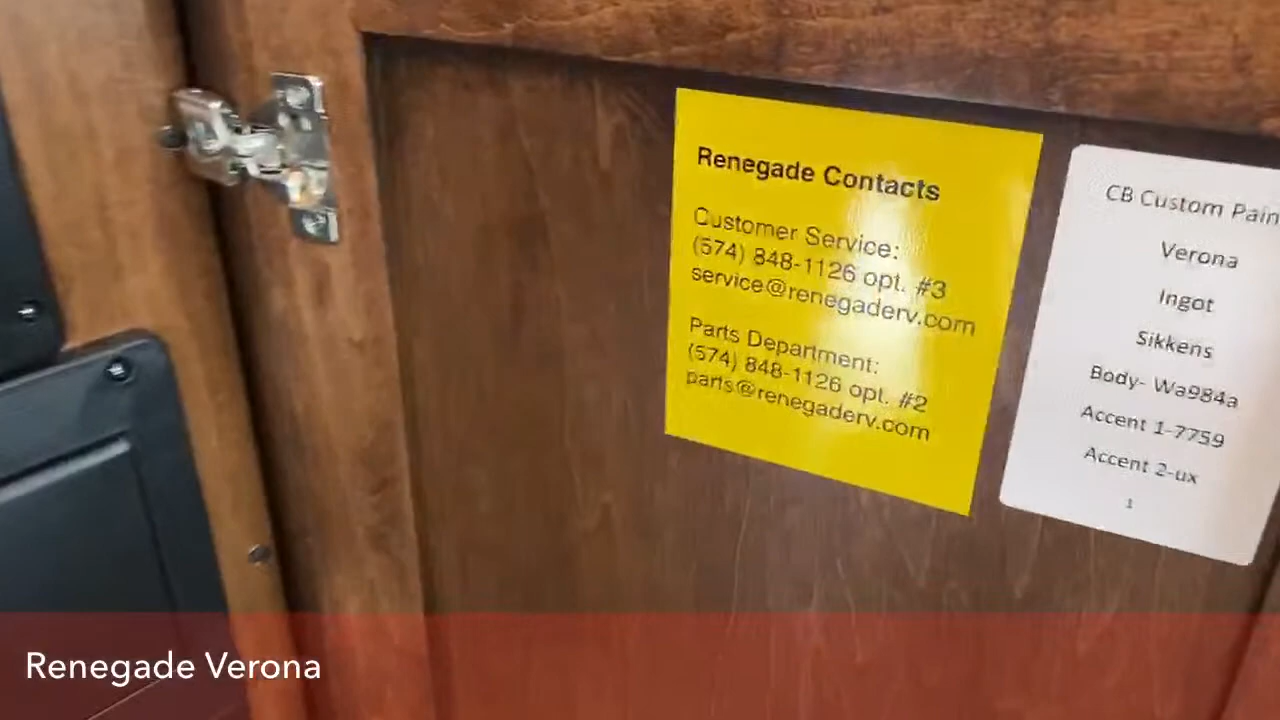 Renegade Contacts
Customer Service:
(574) 848-1126 opt. #3
service@renegaderv.com
Parts Department:
(574) 848-1126 opt. #2
parts@renegaderv.com
CB Custom Pain
Verona
Ingot
Sikkens
Body- Wa984a
Accent 1-7759
Accent 2-ux
1
Renegade Verona